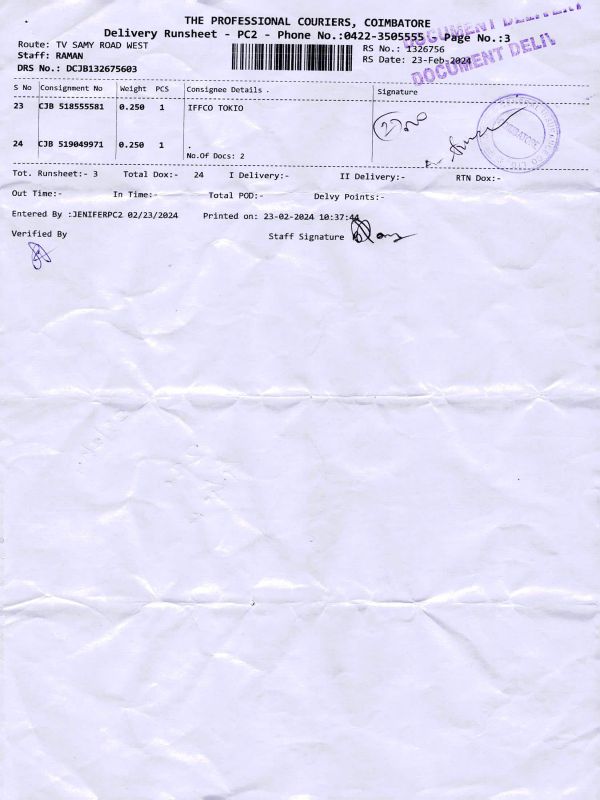 THE PROFESSIONAL COURIERS, COIMBATORE
Delivery Runsheet - PC2 - Phone No.:0422-3505555 Page No.:3
DOCUMENT DELIVERY
DOCUMENT DELIV
Route: TV SAMY ROAD WEST
RS No.: 1326756
Staff: RAMAN
RS Date: 23-Feb-2024
DRS No.: DCJB132675603
S No Consignment No Weight PCS Consignee Details . Signature
23 CJB 518555581 0.250 1 IFFCO TOKIO
24 CJB 519049971 0.250 1 .
No.Of Docs: 2
Tot. Runsheet:- 3 Total Dox:- 24 I Delivery:- II Delivery:- RTN Dox:-
Out Time:- In Time:- Total POD:- Delvy Points:-
Entered By :JENIFERPC2 02/23/2024 Printed on: 23-02-2024 10:37:44
Verified By Staff Signature